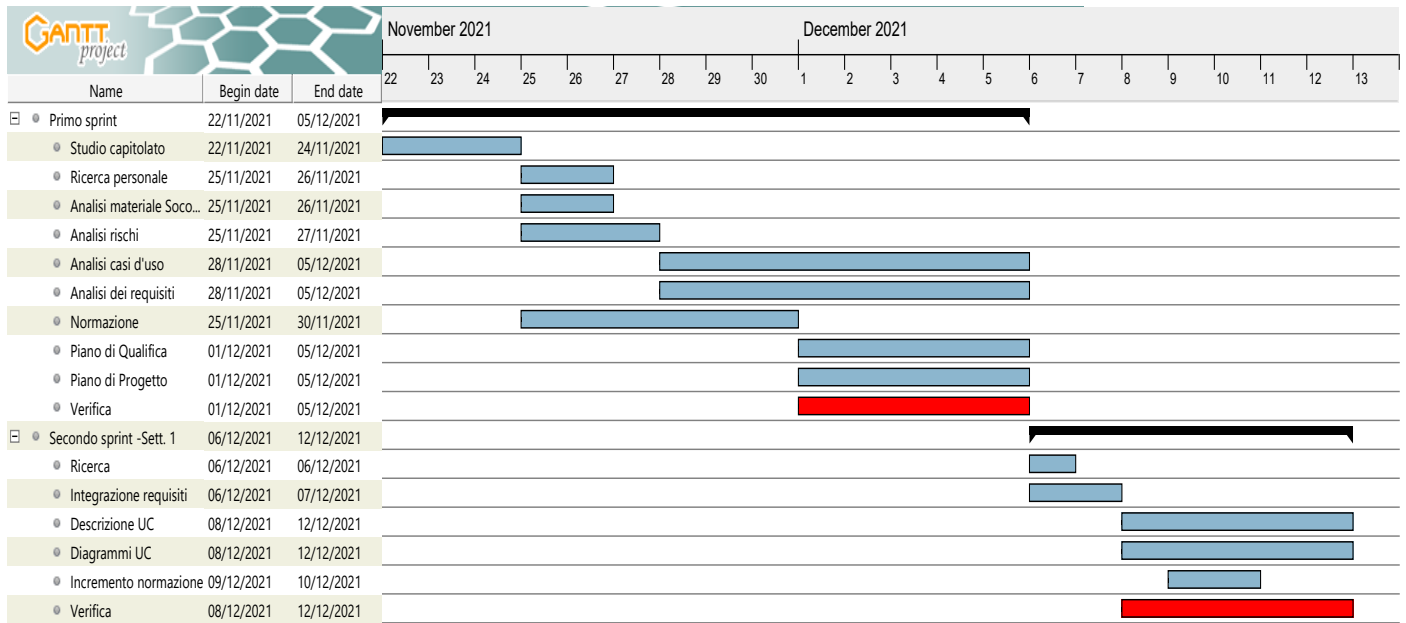 GANTT project
November 2021 December 2021
22 23 24 25 26 27 28 29 30 1 2 3 4 5 6 7 8 9 10 11 12 13
Name Begin date End date
Primo sprint 22/11/2021 05/12/2021
Studio capitolato 22/11/2021 24/11/2021
Ricerca personale 25/11/2021 26/11/2021
Analisi materiale Soco... 25/11/2021 26/11/2021
Analisi rischi 25/11/2021 27/11/2021
Analisi casi d'uso 28/11/2021 05/12/2021
Analisi dei requisiti 28/11/2021 05/12/2021
Normazione 25/11/2021 30/11/2021
Piano di Qualifica 01/12/2021 05/12/2021
Piano di Progetto 01/12/2021 05/12/2021
Verifica 01/12/2021 05/12/2021
Secondo sprint -Sett. 1 06/12/2021 12/12/2021
Ricerca 06/12/2021 06/12/2021
Integrazione requisiti 06/12/2021 07/12/2021
Descrizione UC 08/12/2021 12/12/2021
Diagrammi UC 08/12/2021 12/12/2021
Incremento normazione 09/12/2021 10/12/2021
Verifica 08/12/2021 12/12/2021